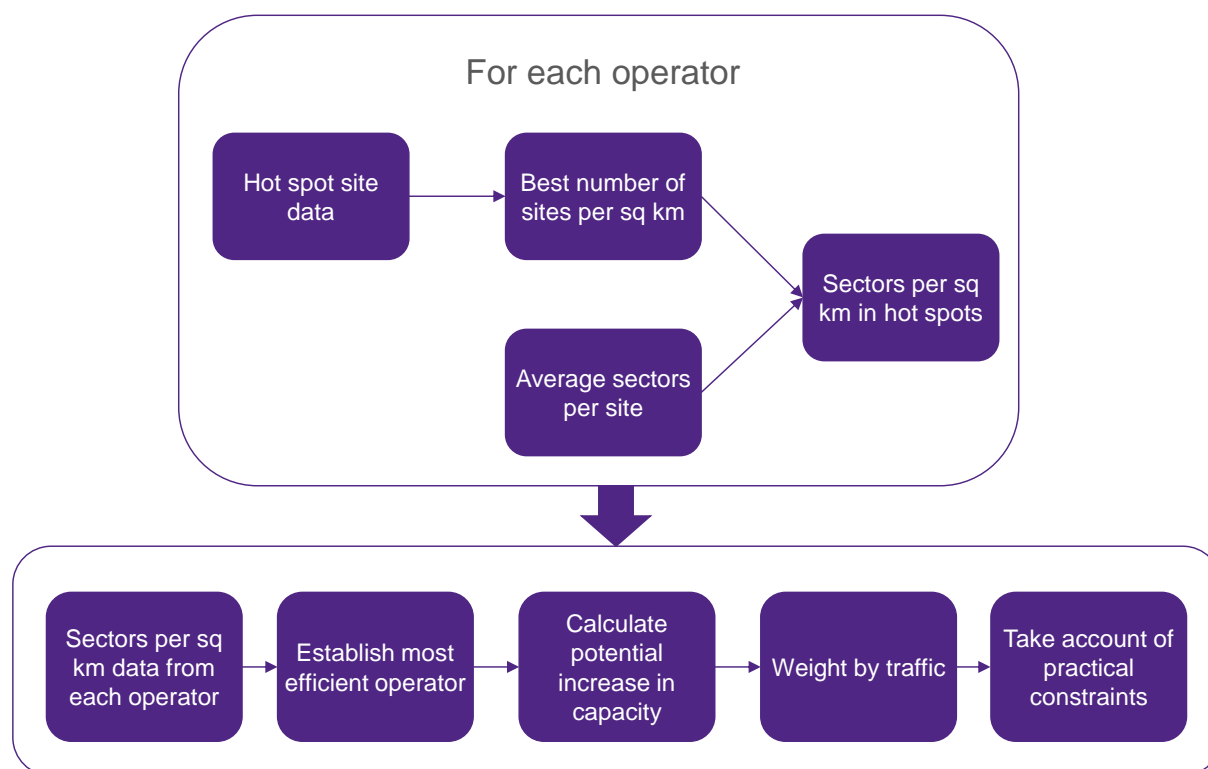 For each operator
Hot spot site
data
Best number of
sites per sq km
Sectors per sq
km in hot spots
Average sectors
per site
Sectors per sq
km data from
each operator
Establish most
efficient operator
Calculate
potential
increase in
capacity
Weight by traffic
Take account of
practical
constraints